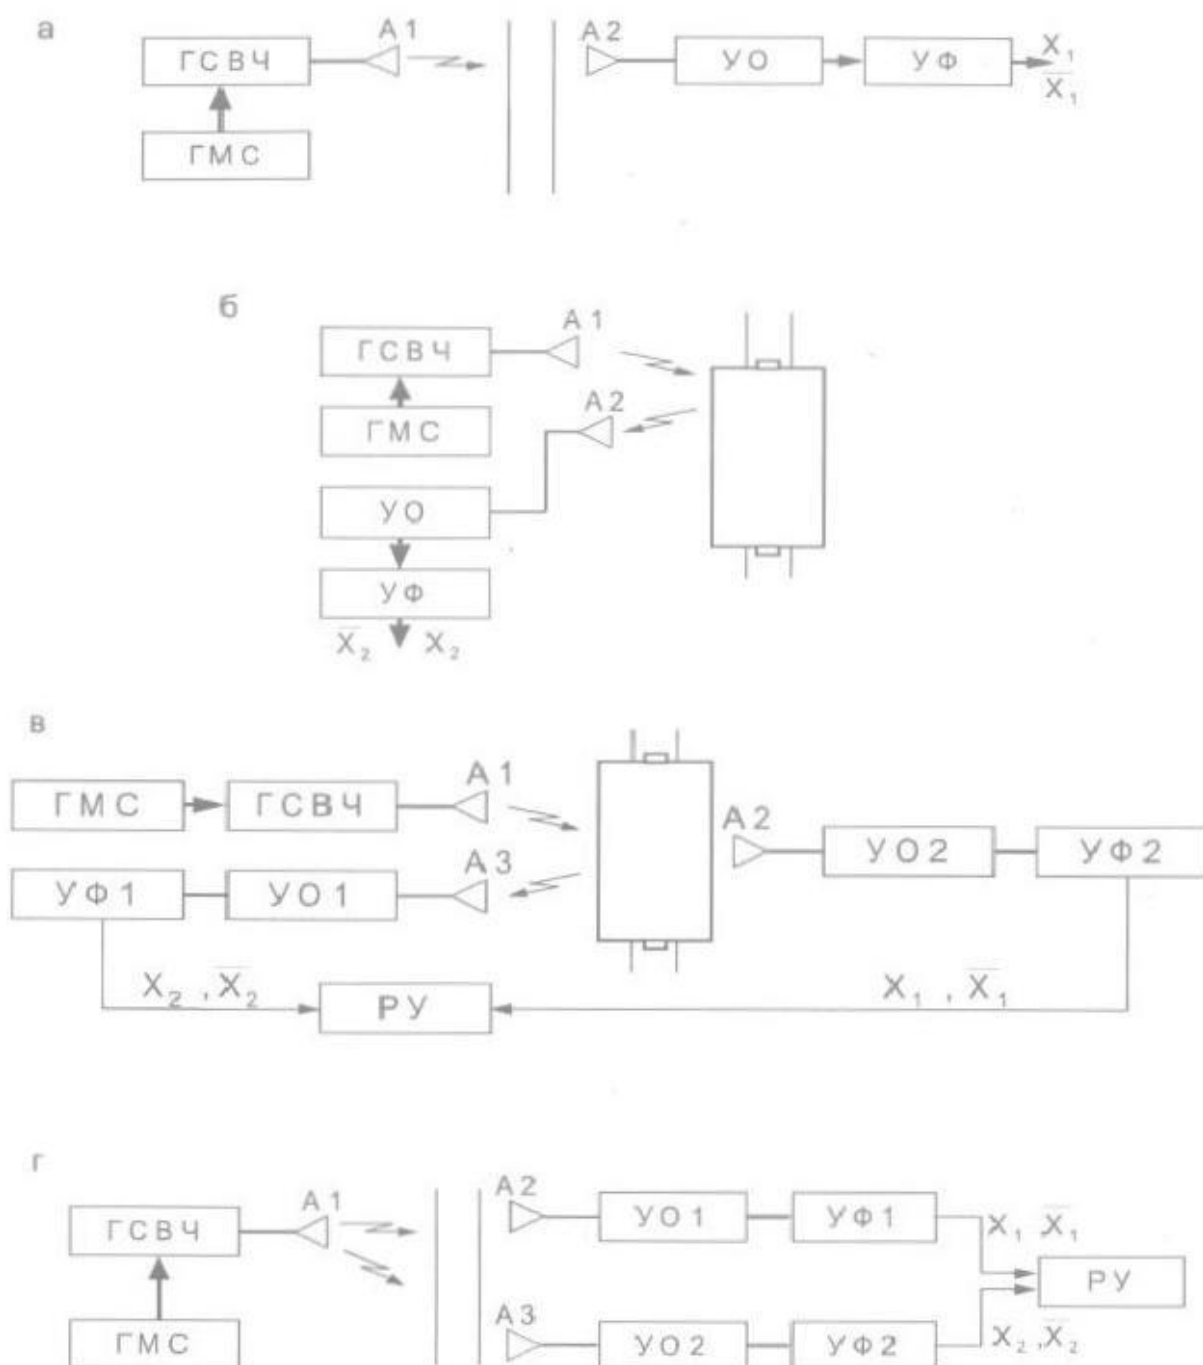 а
А1
А2
ГСВЧ
УО
УФ
X₁
X̅₁
ГМС
б
А1
ГСВЧ
А2
ГМС
УО
УФ
X̅₂ X₂
в
А1
ГМС ГСВЧ
А2
УО2 УФ2
А3
УФ1 УО1
X₂ , X̅₂
РУ
X₁ , X̅₁
г
А1
А2
ГСВЧ
УО1 УФ1
X₁ X̅₁
РУ
А3
ГМС
УО2 УФ2
X₂ , X̅₂